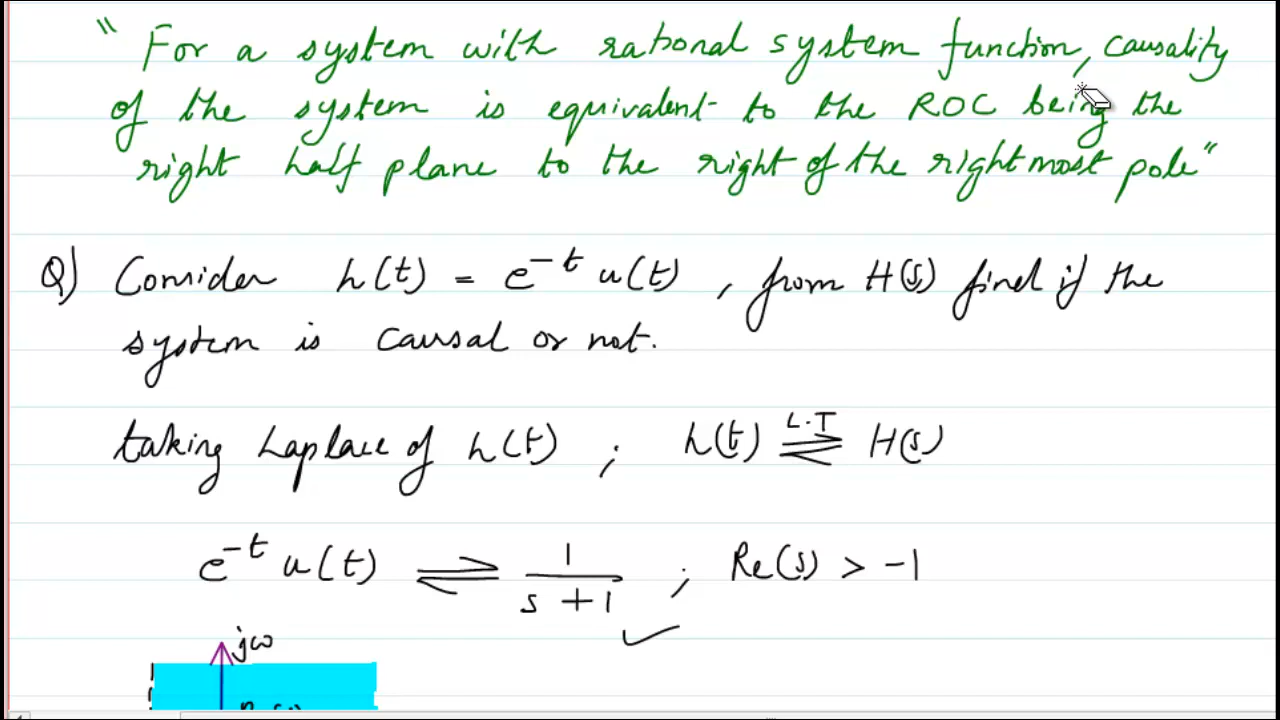 " For a system with rational system function, causality
of the system is equivalent to the ROC being the
right half plane to the right of the rightmost pole"
Q) Consider h(t) = e^-t u(t) , from H(s) find if the
system is causal or not.
taking Laplace of h(t) ; h(t) ⇌ L.T H(s)
e^-t u(t) ⇌ 1/(s+1) ; Re(s) > -1
jω